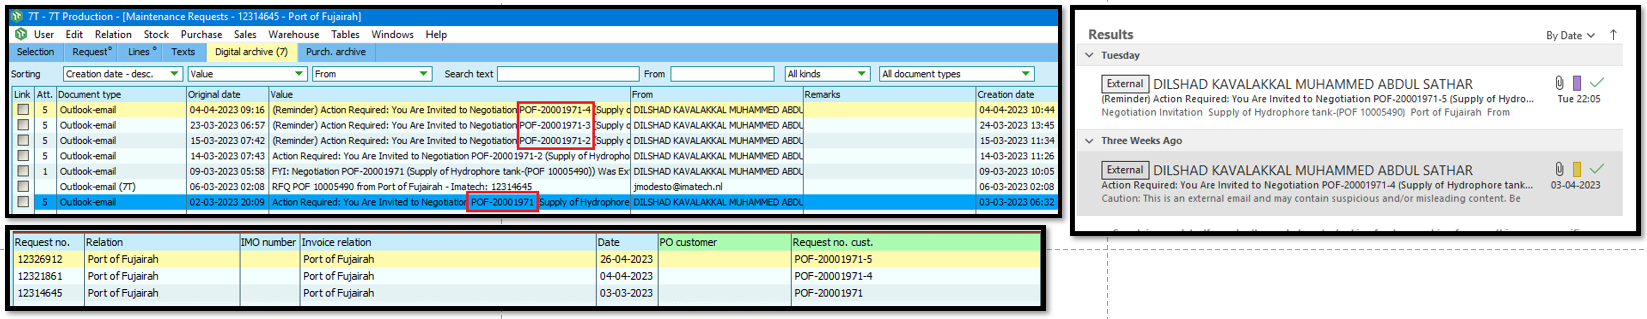 7T - 7T Production - [Maintenance Requests - 12314645 - Port of Fujairah]
User Edit Relation Stock Purchase Sales Warehouse Tables Windows Help
Selection Request° Lines ° Texts Digital archive (7) Purch. archive
Sorting Creation date - desc. Value From Search text From All kinds All document types
Link Att. Document type Original date Value From Remarks Creation date
5 Outlook-email 04-04-2023 09:16 (Reminder) Action Required: You Are Invited to Negotiation POF-20001971-4 (Supply o DILSHAD KAVALAKKAL MUHAMMED ABDU 04-04-2023 10:44
5 Outlook-email 23-03-2023 06:57 (Reminder) Action Required: You Are Invited to Negotiation POF-20001971-3 (Supply o DILSHAD KAVALAKKAL MUHAMMED ABDU 24-03-2023 13:45
5 Outlook-email 15-03-2023 07:42 (Reminder) Action Required: You Are Invited to Negotiation POF-20001971-2 (Supply o DILSHAD KAVALAKKAL MUHAMMED ABDU 15-03-2023 11:34
5 Outlook-email 14-03-2023 07:43 Action Required: You Are Invited to Negotiation POF-20001971-2 (Supply of Hydropho DILSHAD KAVALAKKAL MUHAMMED ABDU 14-03-2023 11:26
1 Outlook-email 09-03-2023 05:58 FYI: Negotiation POF-20001971 (Supply of Hydrophore tank-(POF 10005490)) Was Ext DILSHAD KAVALAKKAL MUHAMMED ABDU 09-03-2023 10:05
Outlook-email (7T) 06-03-2023 02:08 RFQ POF 10005490 from Port of Fujairah - Imatech: 12314645 jmodesto@imatech.nl 06-03-2023 02:08
5 Outlook-email 02-03-2023 20:09 Action Required: You Are Invited to Negotiation POF-20001971 (Supply of Hydrophore DILSHAD KAVALAKKAL MUHAMMED ABDU 03-03-2023 06:32
Request no. Relation IMO number Invoice relation Date PO customer Request no. cust.
12326912 Port of Fujairah Port of Fujairah 26-04-2023 POF-20001971-5
12321861 Port of Fujairah Port of Fujairah 04-04-2023 POF-20001971-4
12314645 Port of Fujairah Port of Fujairah 03-03-2023 POF-20001971
Results By Date
Tuesday
External DILSHAD KAVALAKKAL MUHAMMED ABDUL SATHAR
(Reminder) Action Required: You Are Invited to Negotiation POF-20001971-5 (Supply of Hydro... Tue 22:05
Negotiation Invitation Supply of Hydrophore tank-(POF 10005490) Port of Fujairah From
Three Weeks Ago
External DILSHAD KAVALAKKAL MUHAMMED ABDUL SATHAR
Action Required: You Are Invited to Negotiation POF-20001971-4 (Supply of Hydrophore tank... 03-04-2023
Caution: This is an external email and may contain suspicious and/or misleading content. Be